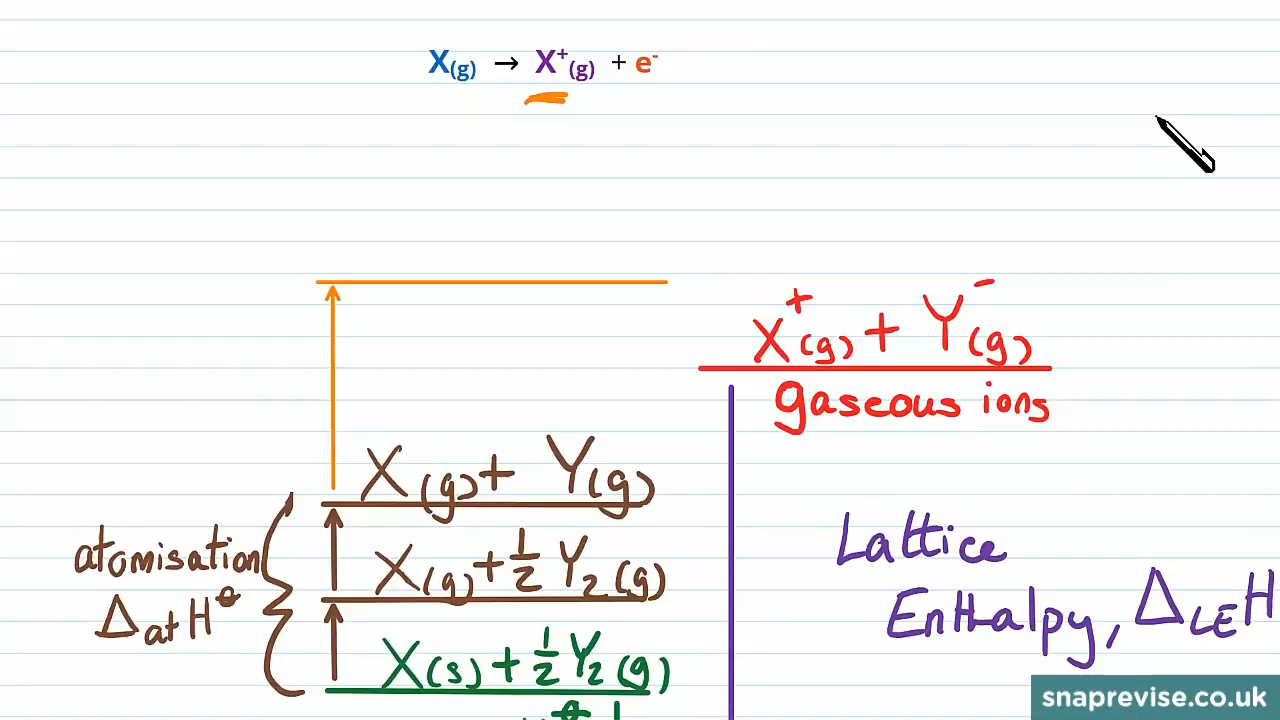 X(g) → X⁺(g) + e⁻
X⁺(g) + Y⁻(g)
gaseous ions
X(g) + Y(g)
atomisation
ΔatH⦵
X(g) + ½ Y₂(g)
X(s) + ½ Y₂(g)
Lattice
Enthalpy, ΔLEH
snaprevise.co.uk